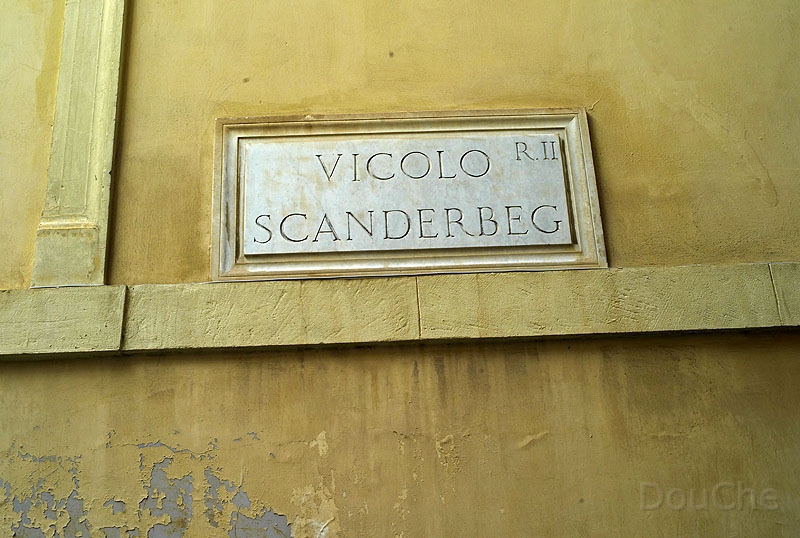 VICOLO R.II
SCANDERBEG
DouChe